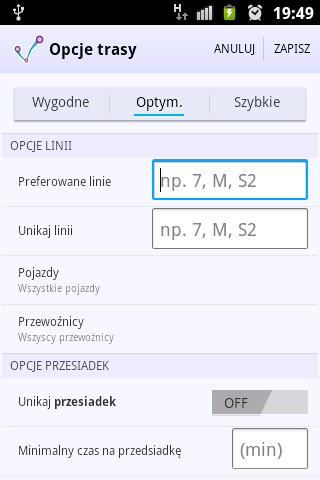 H 19:49
Opcje trasy ANULUJ ZAPISZ
Wygodne Optym. Szybkie
OPCJE LINII
Preferowane linie np. 7, M, S2
Unikaj linii np. 7, M, S2
Pojazdy
Wszystkie pojazdy
Przewoźnicy
Wszyscy przewoźnicy
OPCJE PRZESIADEK
Unikaj przesiadek OFF
Minimalny czas na przedsiadkę (min)